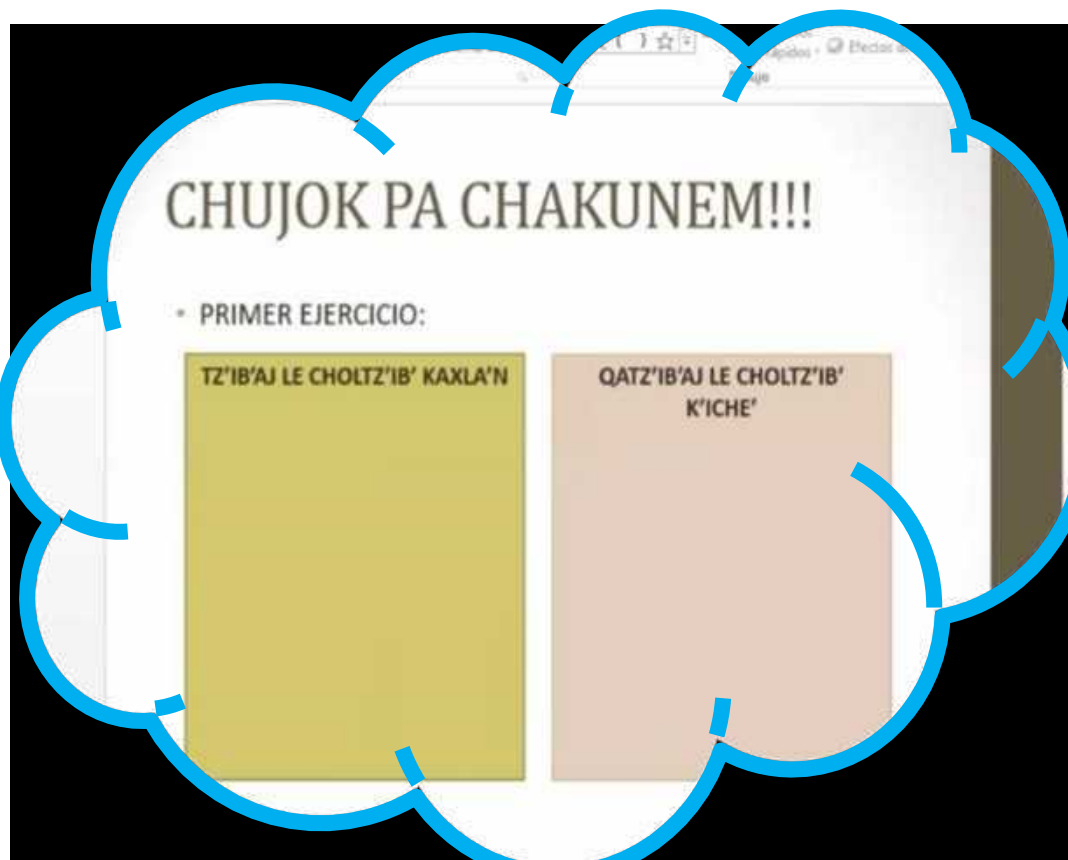 CHUJOK PA CHAKUNEM!!!
• PRIMER EJERCICIO:
TZ'IB'AJ LE CHOLTZ'IB' KAXLA'N
QATZ'IB'AJ LE CHOLTZ'IB'
K'ICHE'